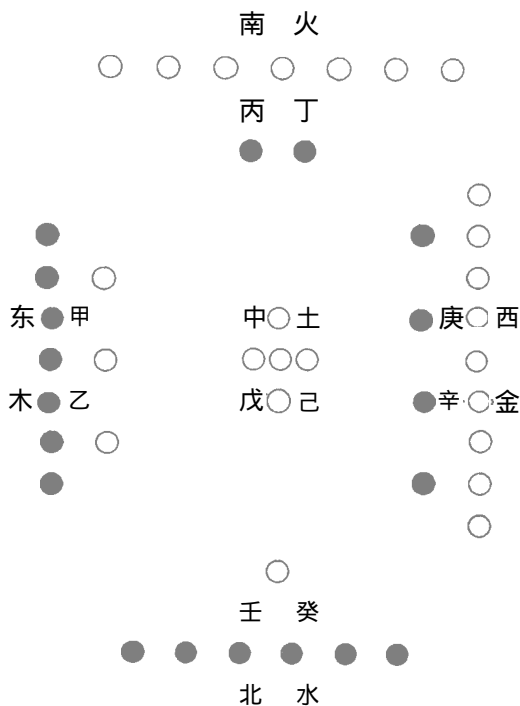 南 火
丙 丁
东 甲 中 土 庚 西
木 乙 戊 己 辛 金
壬 癸
北 水